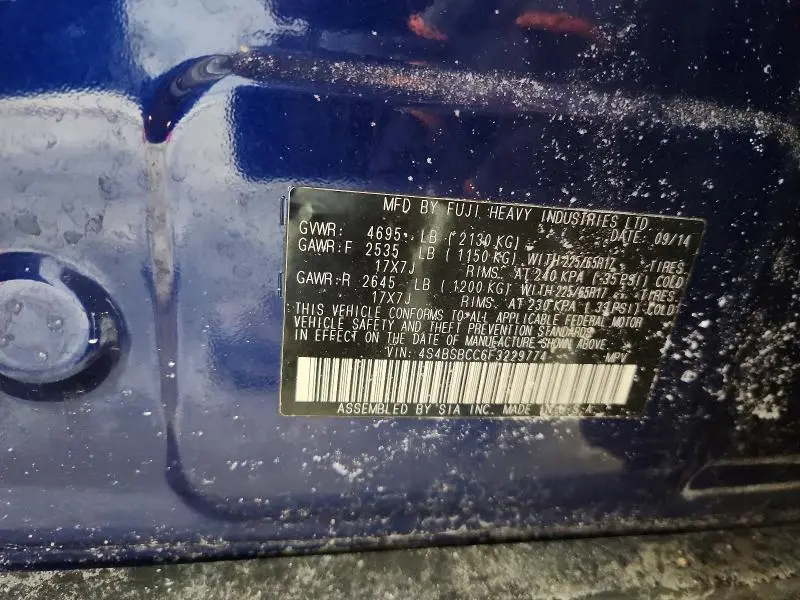 MFD BY FUJI HEAVY INDUSTRIES LTD.
GVWR: 4695 LB (2130 KG) DATE: 09/14
GAWR:F 2535 LB (1150 KG) WITH 225/65R17 TIRES
17X7J RIMS. AT 240 KPA (35 PSI) COLD
GAWR:R 2645 LB (1200 KG) WITH 225/65R17 TIRES
17X7J RIMS. AT 230 KPA (33 PSI) COLD
THIS VEHICLE CONFORMS TO ALL APPLICABLE FEDERAL MOTOR
VEHICLE SAFETY AND THEFT PREVENTION STANDARDS
IN EFFECT ON THE DATE OF MANUFACTURE SHOWN ABOVE.
VIN: 4S4BSBCC6F3229774 MPV
ASSEMBLED BY SIA INC. MADE IN U.S.A.